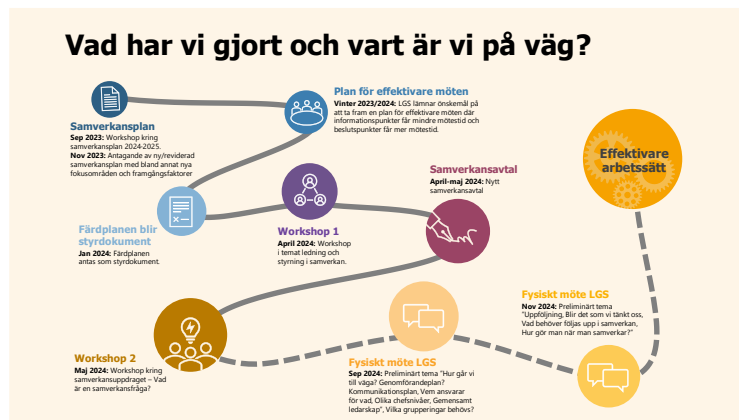 Vad har vi gjort och vart är vi på väg?
Samverkansplan
Sep 2023: Workshop kring
samverkansplan 2024-2025.
Nov 2023: Antagande av ny/reviderad
samverkansplan med bland annat nya
fokusområden och framgångsfaktorer
Plan för effektivare möten
Vinter 2023/2024: LGS lämnar önskemål på
att ta fram en plan för effektivare möten där
informationspunkter får mindre mötestid och
beslutspunkter får mer mötestid.
Färdplanen blir
styrdokument
Jan 2024: Färdplanen
antas som styrdokument.
Workshop 1
April 2024: Workshop
i temat ledning och
styrning i samverkan.
Samverkansavtal
April-maj 2024: Nytt
samverkansavtal
Workshop 2
Maj 2024: Workshop kring
samverkansuppdraget – Vad
är en samverkansfråga?
Fysiskt möte LGS
Sep 2024: Preliminärt tema "Hur går vi
till väga? Genomförandeplan?
Kommunikationsplan, Vem ansvarar
för vad, Olika chefsnivåer, Gemensamt
ledarskap", Vilka grupperingar behövs?
Fysiskt möte LGS
Nov 2024: Preliminärt tema
"Uppföljning, Blir det som vi tänkt oss,
Vad behöver följas upp i samverkan,
Hur gör man när man samverkar?"
Effektivare
arbetssätt